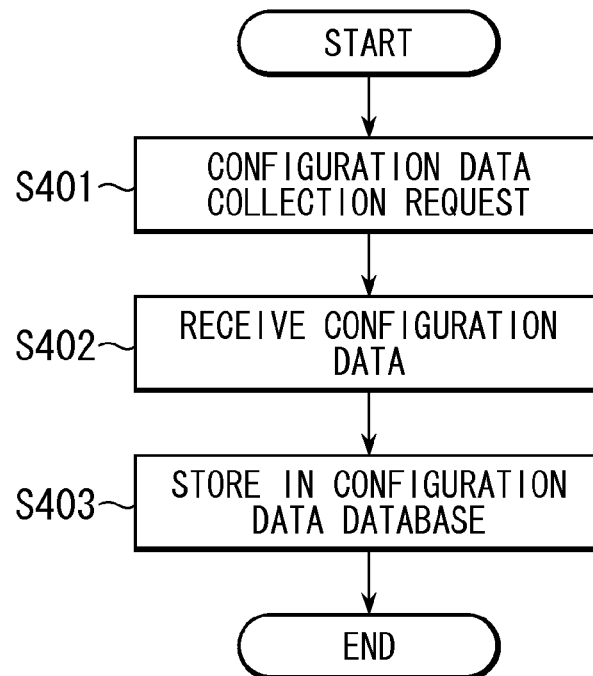 START
S401
CONFIGURATION DATA
COLLECTION REQUEST
S402
RECEIVE CONFIGURATION
DATA
S403
STORE IN CONFIGURATION
DATA DATABASE
END